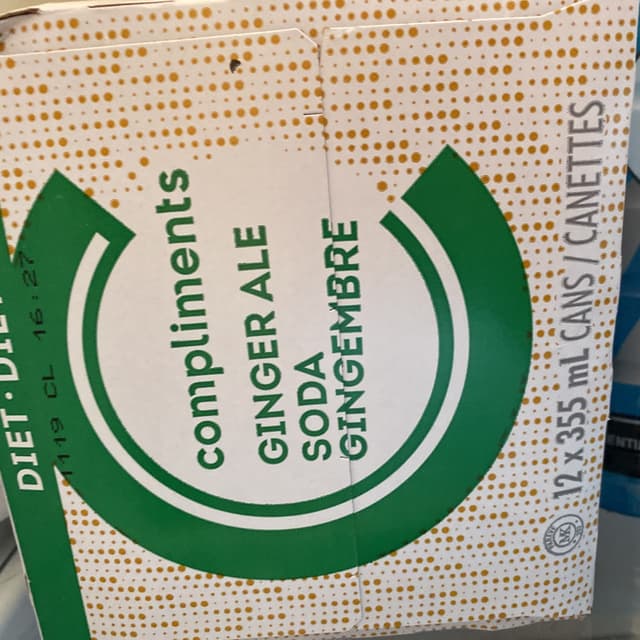 DIET · DIET
1119 CL 16:27
compliments
GINGER ALE
SODA
GINGEMBRE
12 x 355 mL CANS / CANETTES